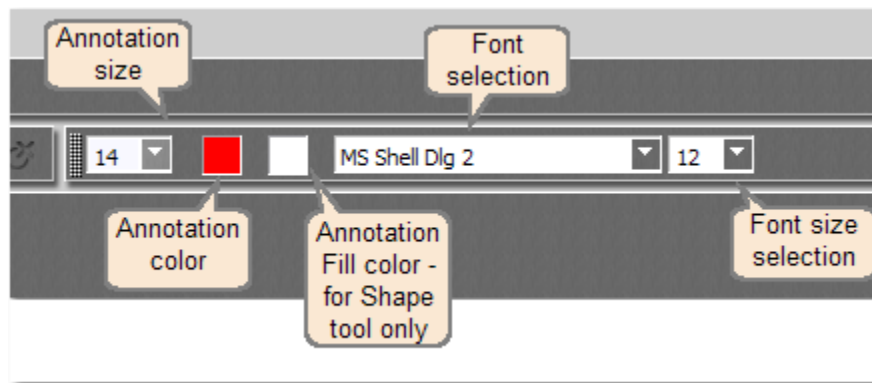 Annotation
size
Font
selection
14
MS Shell Dlg 2
12
Annotation
color
Annotation
Fill color -
for Shape
tool only
Font size
selection